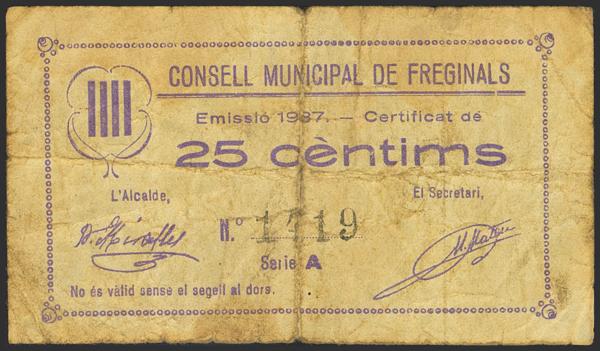 CONSELL MUNICIPAL DE FREGINALS
Emissió 1937. — Certificat de
25 cèntims
L'Alcalde, El Secretari,
N.º 1719
Serie A
No és vàlid sense el segell al dors.